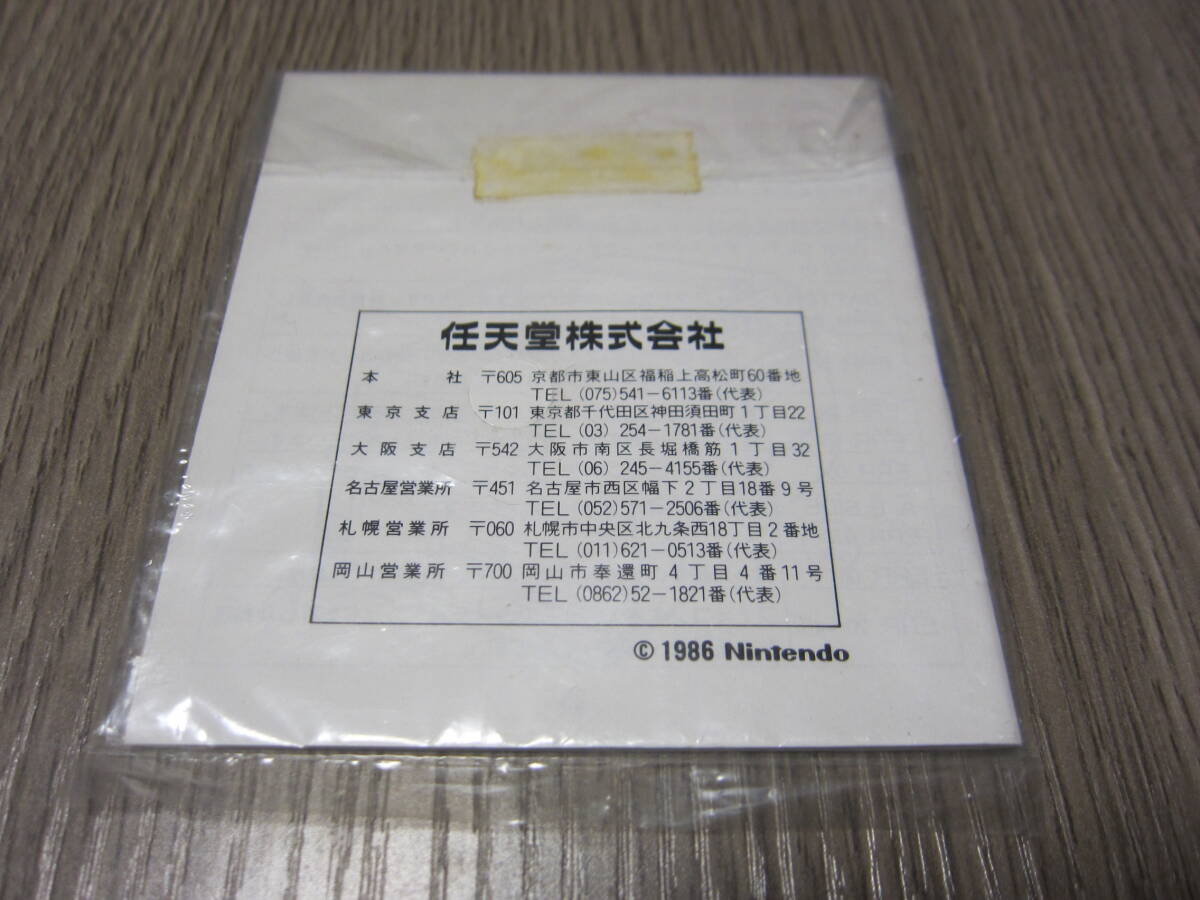 任天堂株式会社
本社 〒605 京都市東山区福稲上高松町60番地
TEL (075)541-6113番(代表)
東京支店 〒101 東京都千代田区神田須田町1丁目22
TEL (03) 254-1781番(代表)
大阪支店 〒542 大阪市南区長堀橋筋1丁目32
TEL (06) 245-4155番(代表)
名古屋営業所 〒451 名古屋市西区幅下2丁目18番9号
TEL (052)571-2506番(代表)
札幌営業所 〒060 札幌市中央区北九条西18丁目2番地
TEL (011)621-0513番(代表)
岡山営業所 〒700 岡山市奉還町4丁目4番11号
TEL (0862)52-1821番(代表)
© 1986 Nintendo